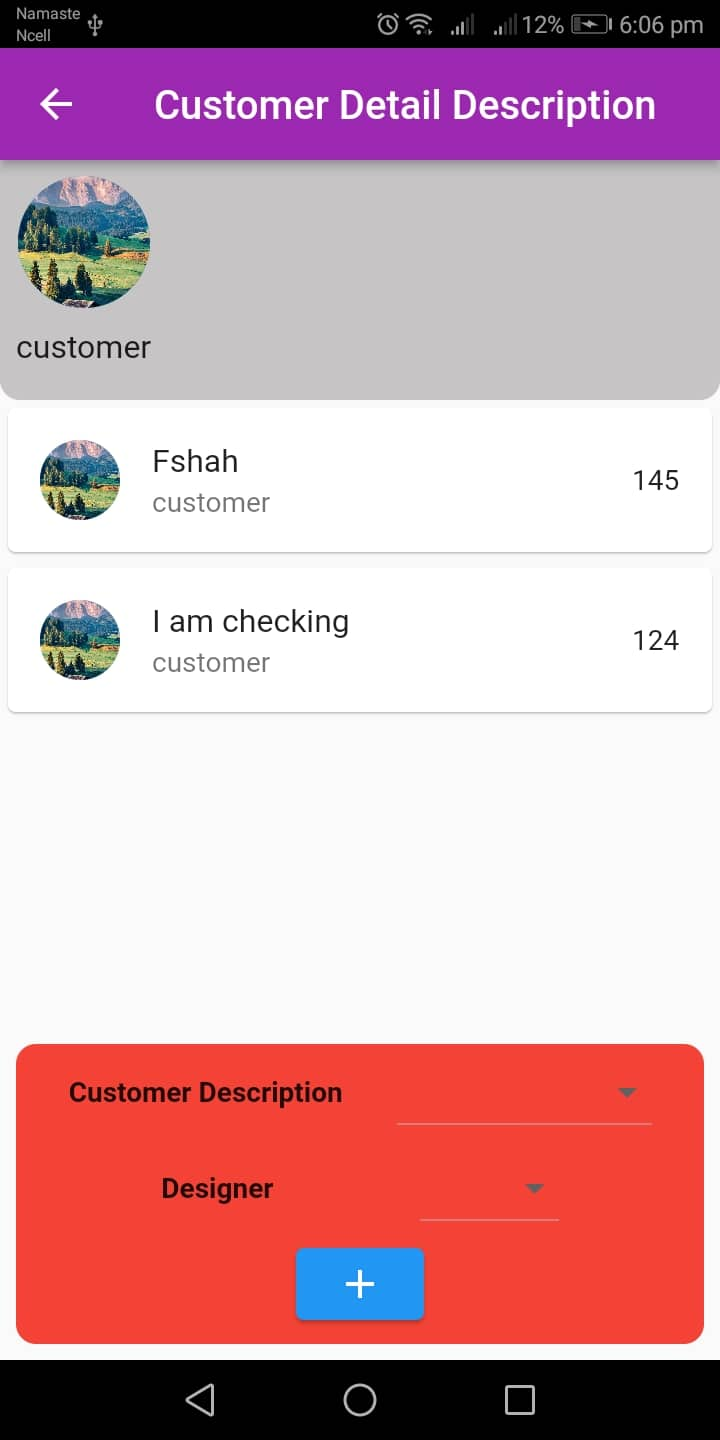 Namaste
Ncell
12% 6:06 pm
Customer Detail Description
customer
Fshah
customer
145
I am checking
customer
124
Customer Description
Designer